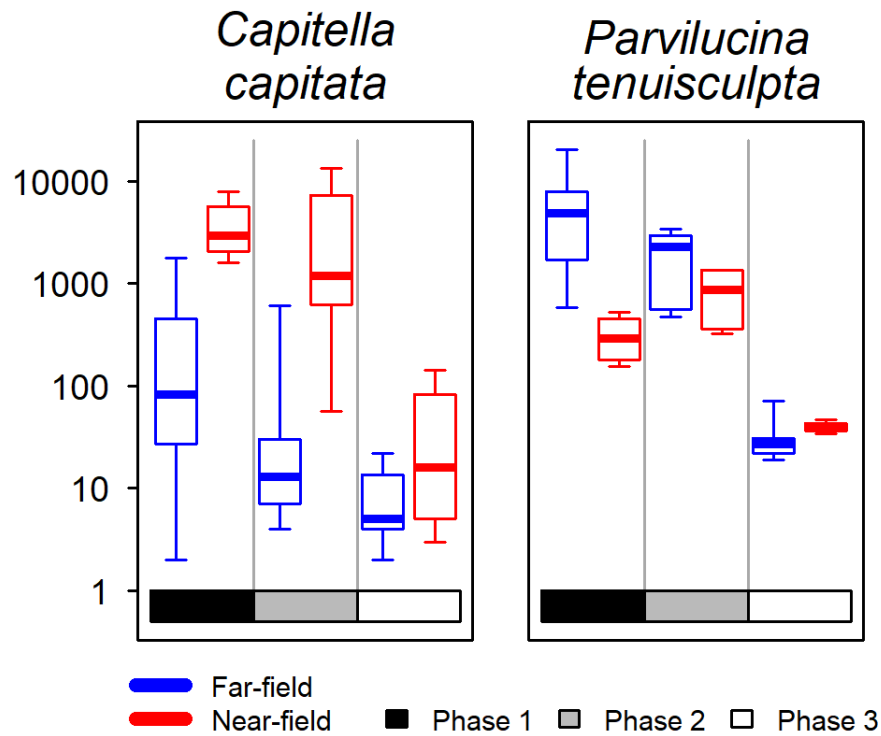 Capitella
capitata
Parvilucina
tenuisculpta
10000
1000
100
10
1
Far-field
Near-field
Phase 1
Phase 2
Phase 3